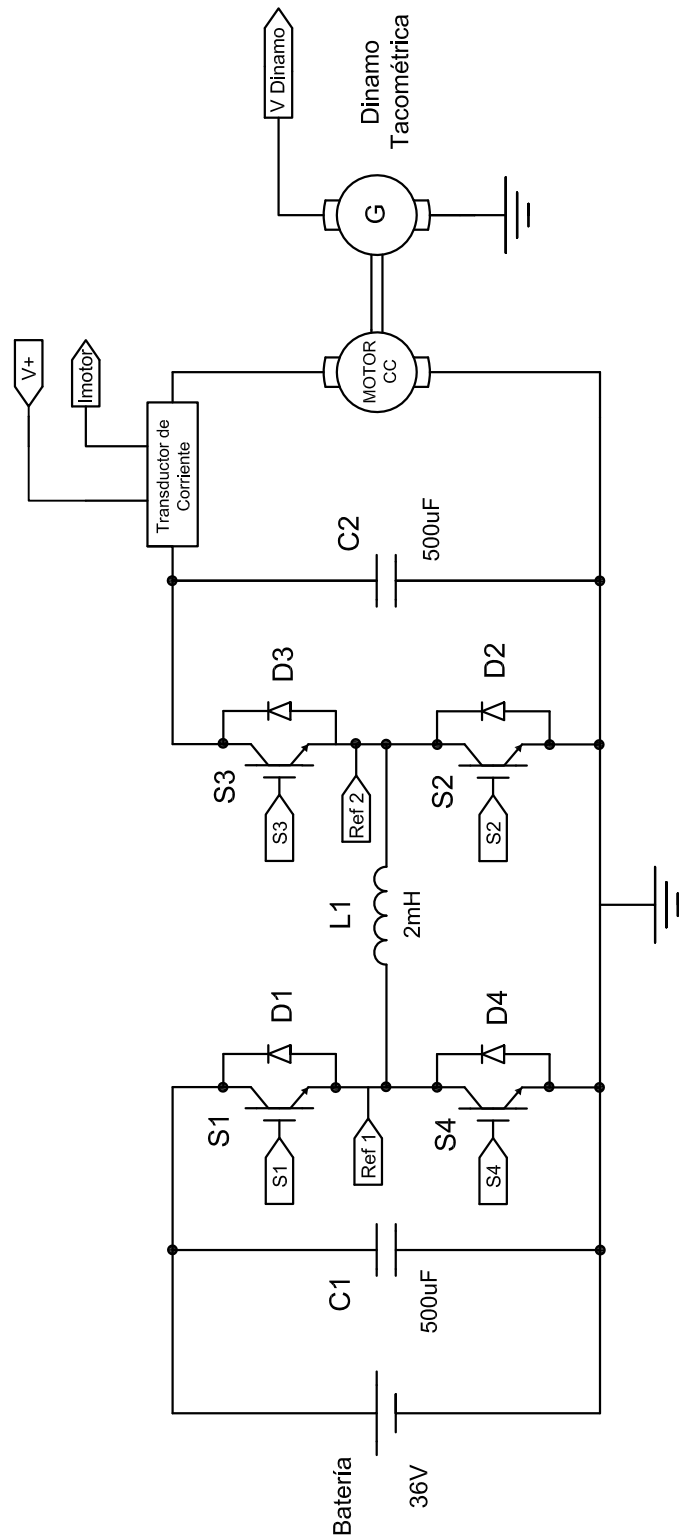 V+
Imotor
V Dinamo
Transductor de
Corriente
Dinamo
Tacométrica
MOTOR
CC
G
Batería
36V
C1
500uF
S1
S1
D1
Ref 1
S4
S4
D4
L1
2mH
S3
S3
D3
Ref 2
S2
S2
D2
C2
500uF